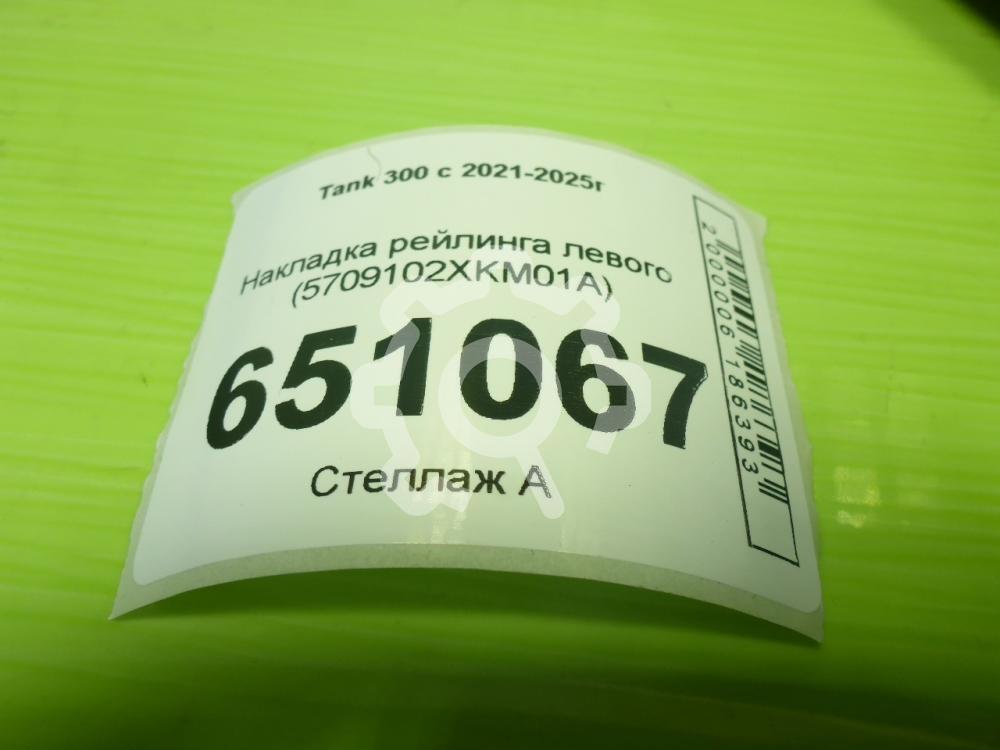 Tank 300 с 2021-2025г
Накладка рейлинга левого
(5709102XKM01A)
651067
Стеллаж А
2000006186393